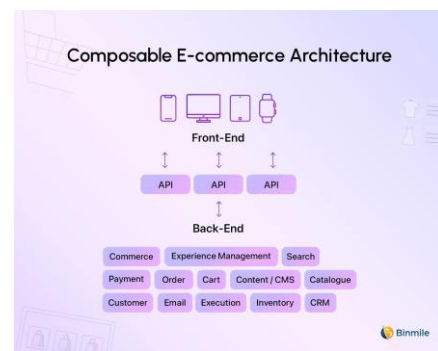 Composable E-commerce Architecture
Front-End
API API API
Back-End
Commerce Experience Management Search
Payment Order Cart Content / CMS Catalogue
Customer Email Execution Inventory CRM
Binmile